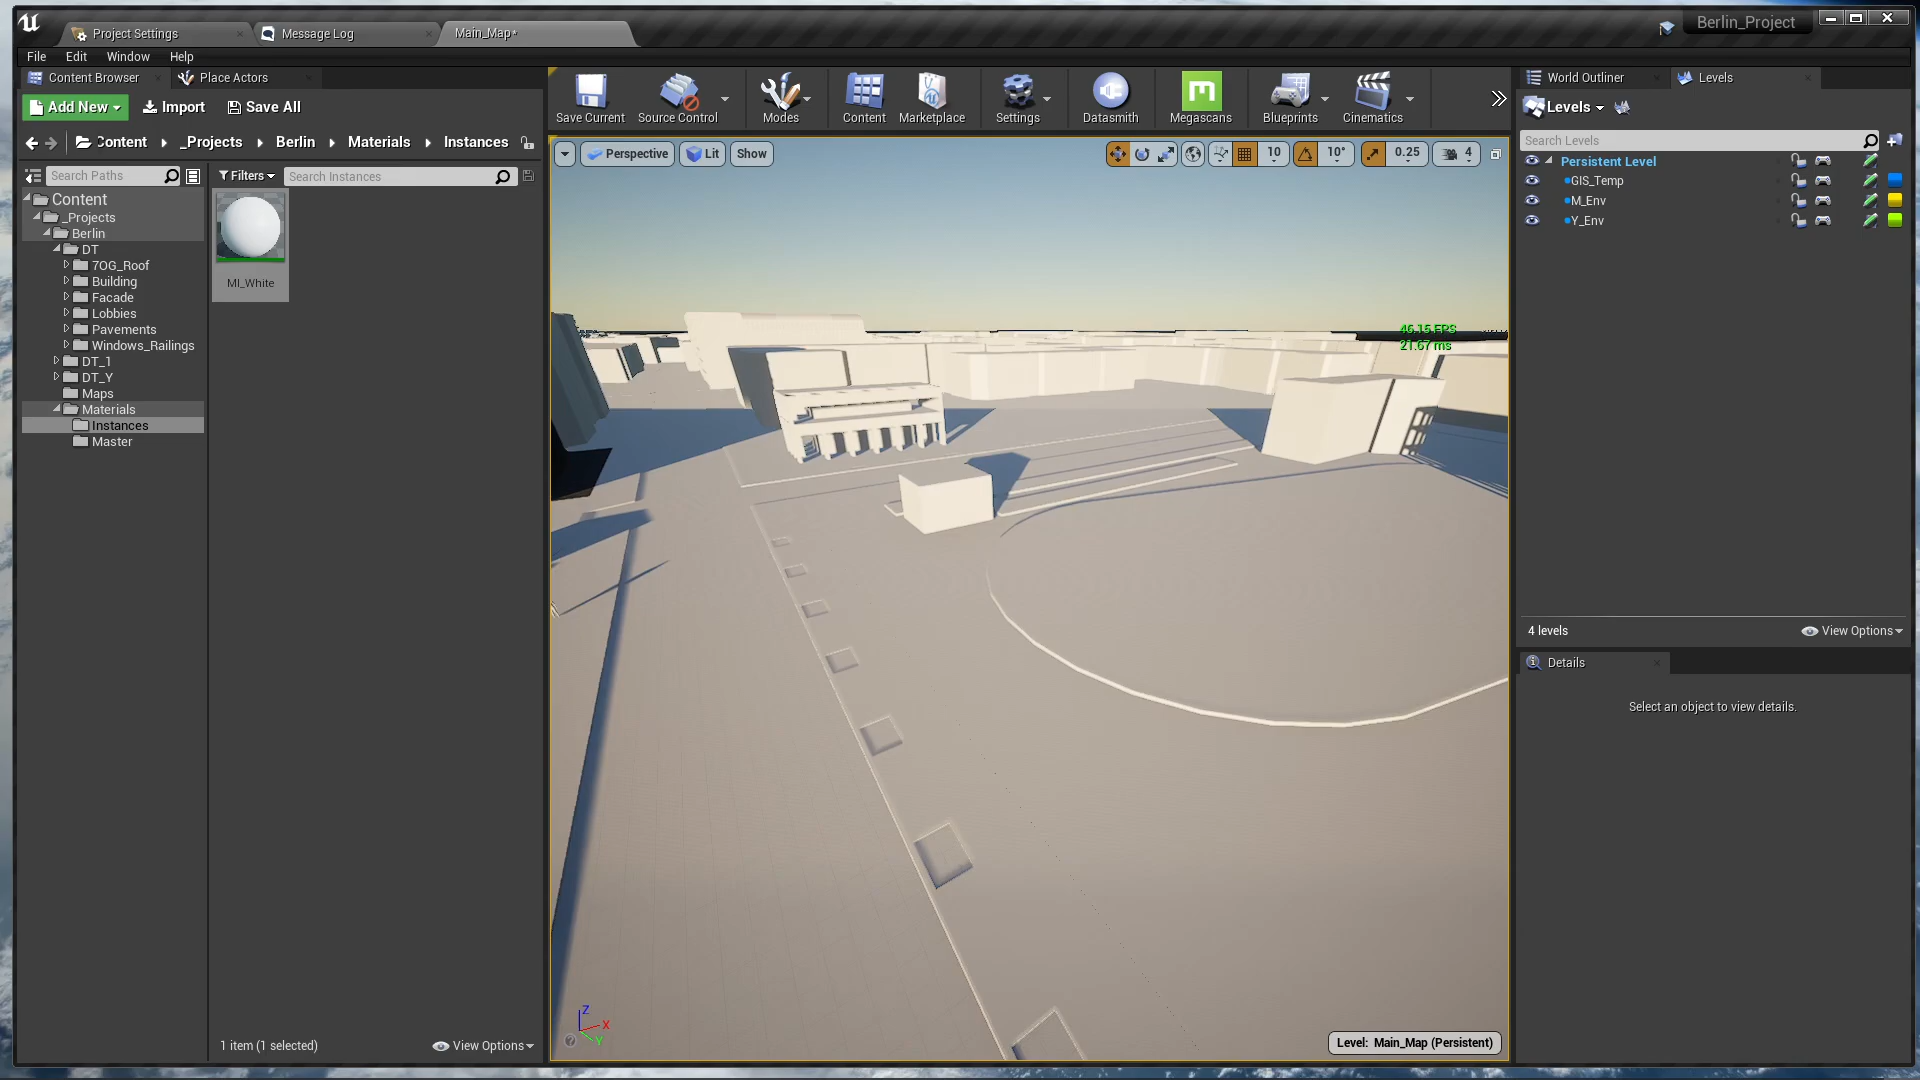 Project Settings
Message Log
Main_Map*
Berlin_Project
File Edit Window Help
Content Browser
Place Actors
Add New
Import
Save All
Content
_Projects
Berlin
Materials
Instances
Search Paths
Filters
Search Instances
Content
_Projects
Berlin
DT
7OG_Roof
Building
Facade
Lobbies
Pavements
Windows_Railings
DT_1
DT_Y
Maps
Materials
Instances
Master
MI_White
1 item (1 selected)
View Options
Save Current
Source Control
Modes
Content
Marketplace
Settings
Datasmith
Megascans
Blueprints
Cinematics
Perspective
Lit
Show
10
10°
0.25
4
46.15 FPS
21.67 ms
Z
X
Y
Level: Main_Map (Persistent)
World Outliner
Levels
Levels
Search Levels
Persistent Level
GIS_Temp
M_Env
Y_Env
4 levels
View Options
Details
Select an object to view details.